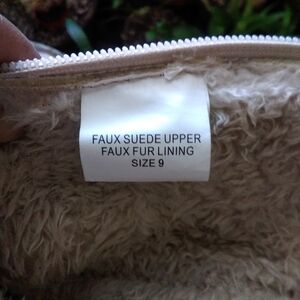 FAUX SUEDE UPPER
FAUX FUR LINING
SIZE 9